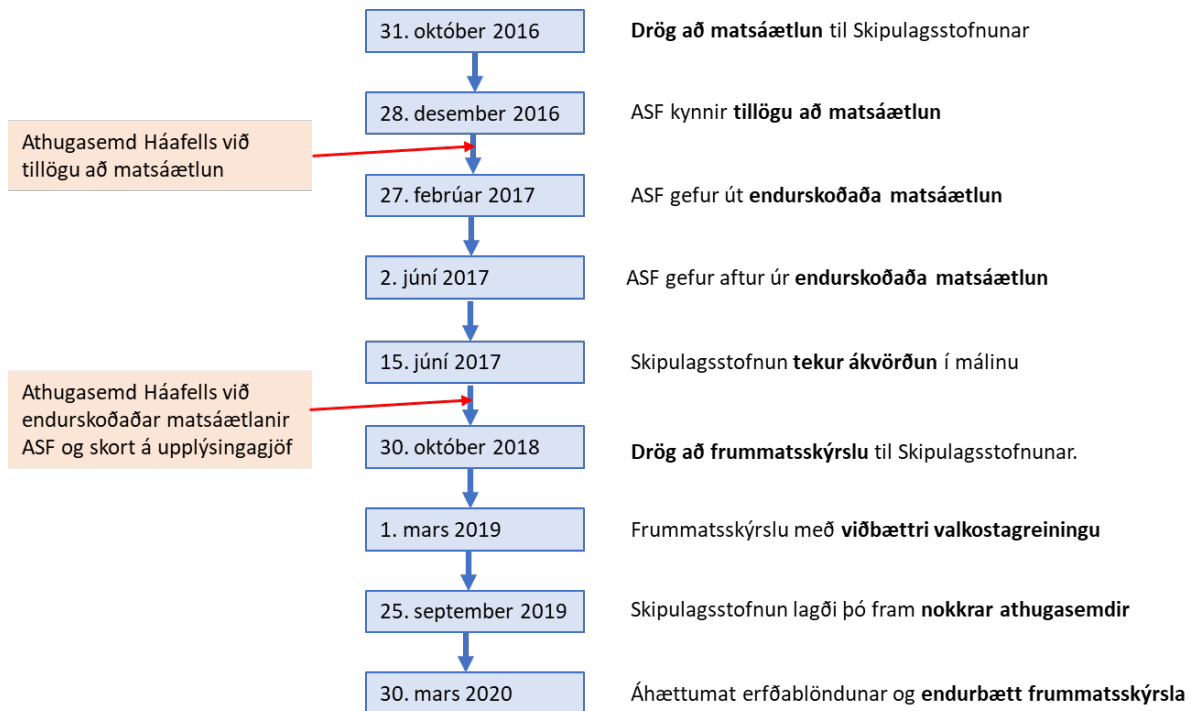 31. október 2016
Drög að matsáætlun til Skipulagsstofnunar
28. desember 2016
ASF kynnir tillögu að matsáætlun
Athugasemd Háafells við
tillögu að matsáætlun
27. febrúar 2017
ASF gefur út endurskoðaða matsáætlun
2. júní 2017
ASF gefur aftur úr endurskoðaða matsáætlun
15. júní 2017
Skipulagsstofnun tekur ákvörðun í málinu
Athugasemd Háafells við
endurskoðaðar matsáætlanir
ASF og skort á upplýsingagjöf
30. október 2018
Drög að frummatsskýrslu til Skipulagsstofnunar.
1. mars 2019
Frummatsskýrslu með viðbættri valkostagreiningu
25. september 2019
Skipulagsstofnun lagði þó fram nokkrar athugasemdir
30. mars 2020
Áhættumat erfðablöndunar og endurbætt frummatsskýrsla